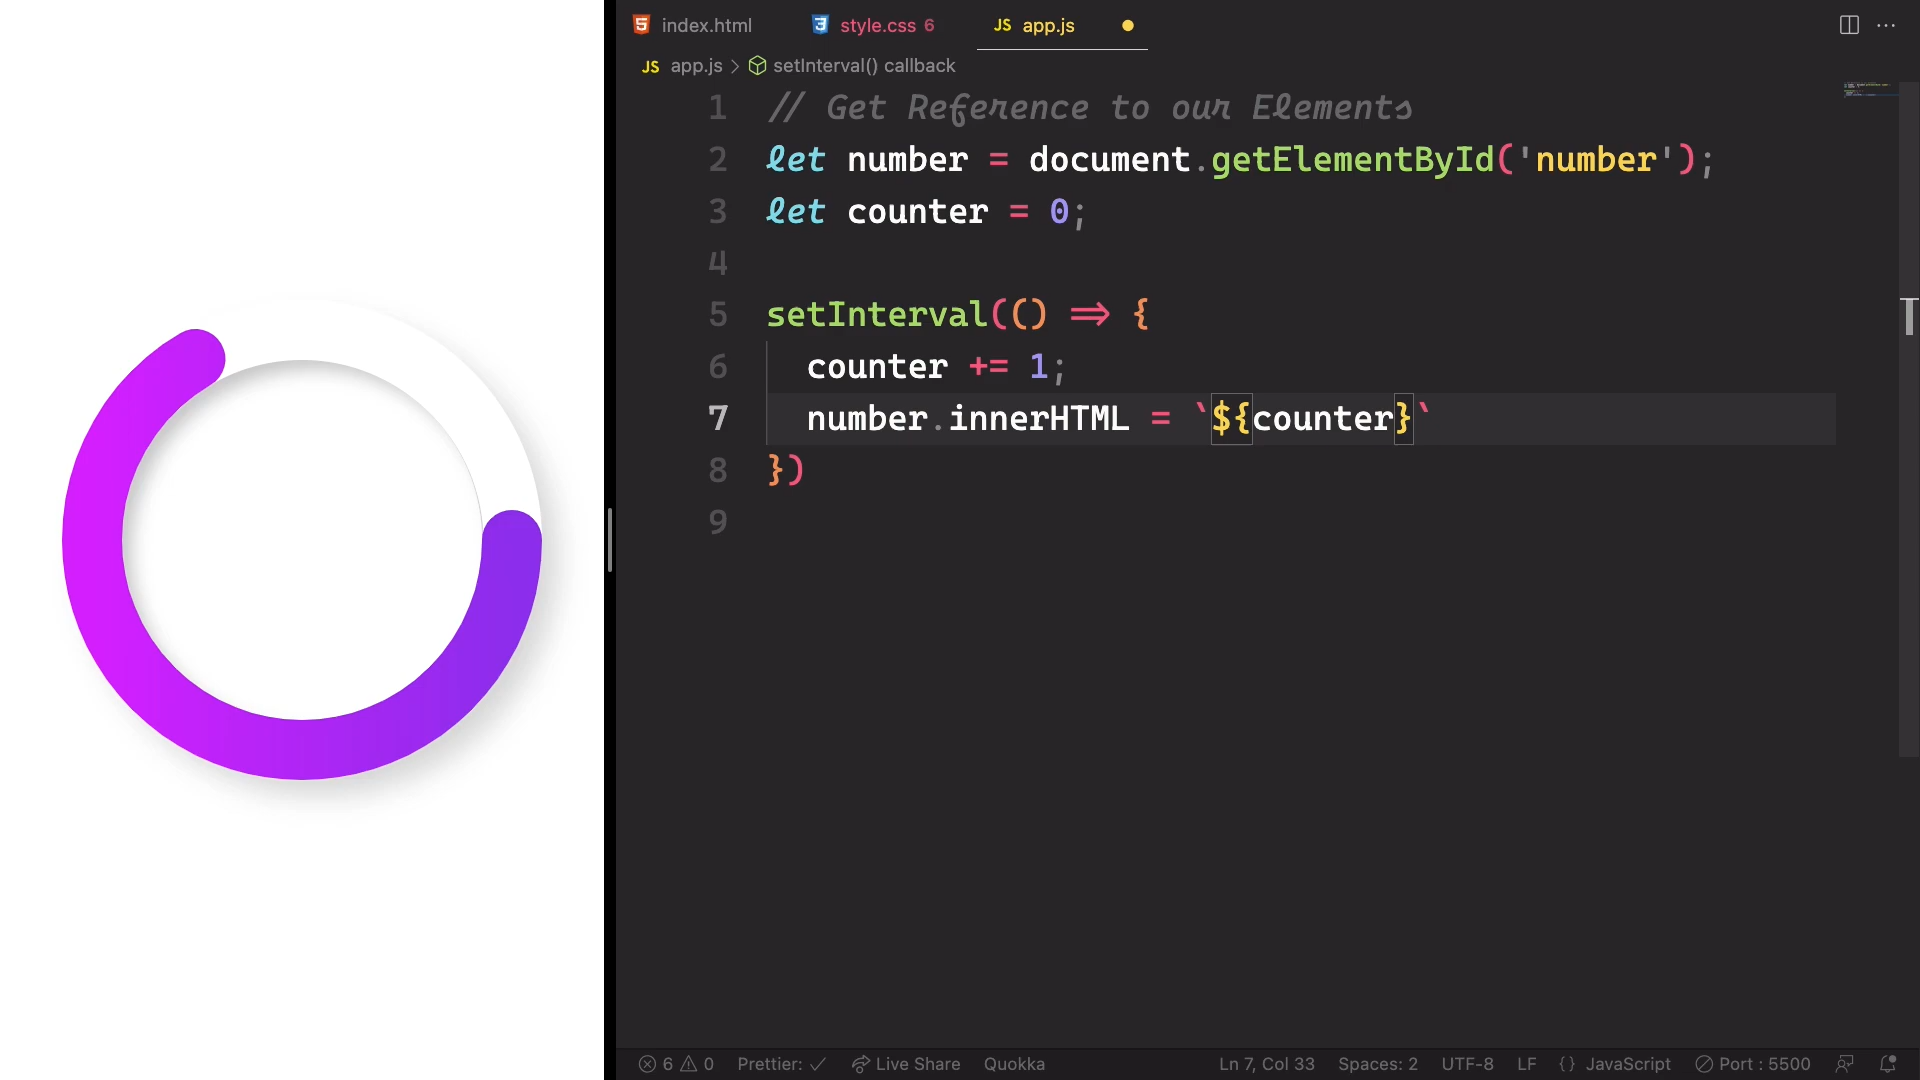 index.html
style.css 6
JS app.js
JS app.js > setInterval() callback
1 // Get Reference to our Elements
2 let number = document.getElementById('number');
3 let counter = 0;
4
5 setInterval(() => {
6 counter += 1;
7 number.innerHTML = `${counter}`
8 })
9
6 0 Prettier: ✓ Live Share Quokka Ln 7, Col 33 Spaces: 2 UTF-8 LF {} JavaScript Port : 5500